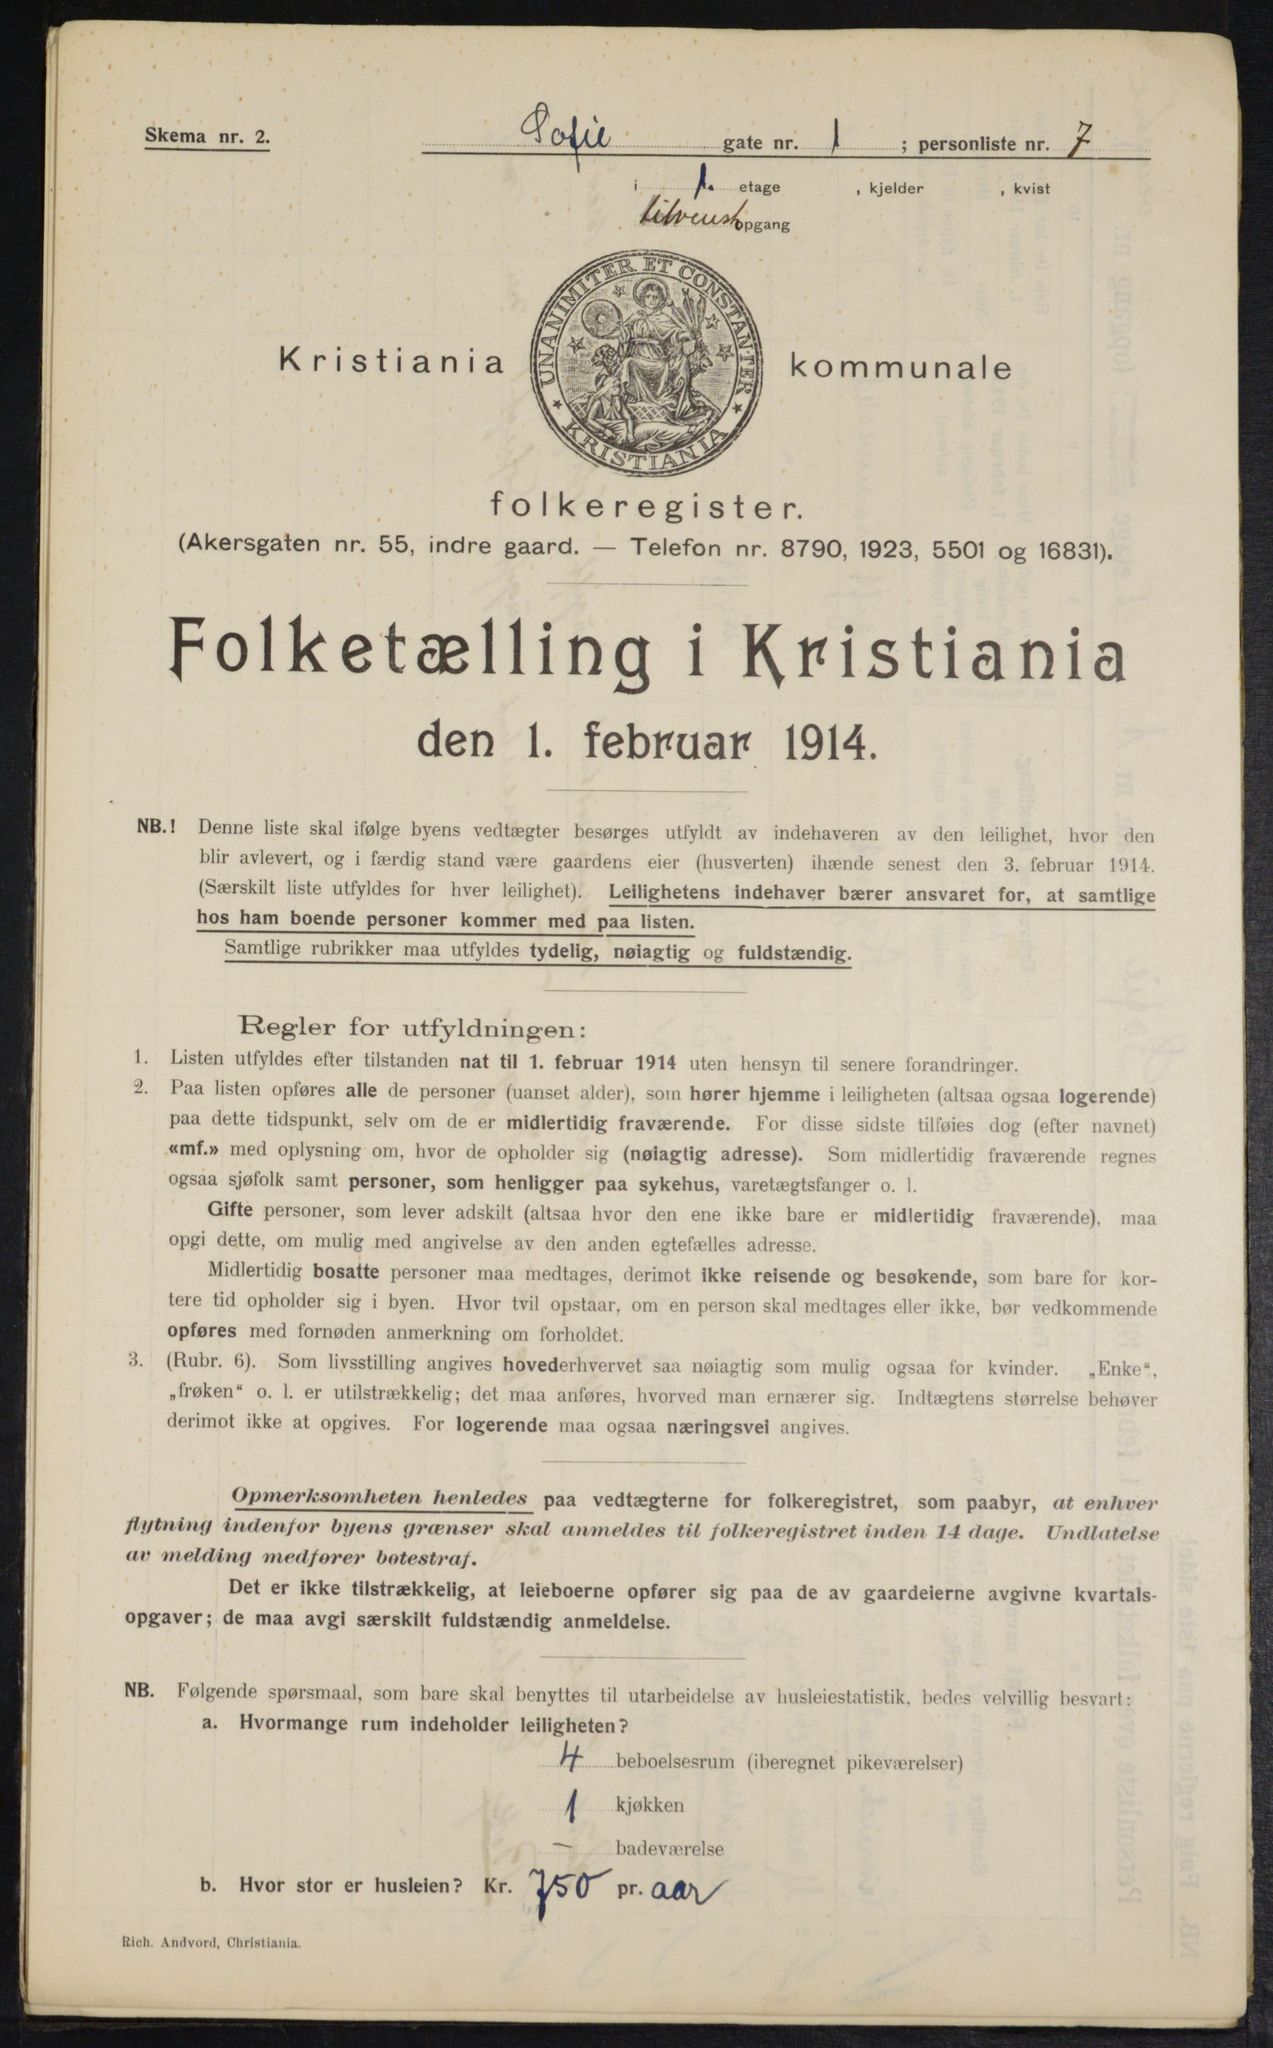 Skema nr. 2.
Sofie gate nr. 1 ; personliste nr. 7
i 1. etage , kjelder , kvist
tilvenst opgang
UNANIMITER ET CONSTANTER
KRISTIANIA
Kristiania kommunale
folkeregister.
(Akersgaten nr. 55, indre gaard. — Telefon nr. 8790, 1923, 5501 og 16831).
Folketælling i Kristiania
den 1. februar 1914.
NB.! Denne liste skal ifølge byens vedtægter besørges utfyldt av indehaveren av den leilighet, hvor den
blir avlevert, og i færdig stand være gaardens eier (husverten) ihænde senest den 3. februar 1914.
(Særskilt liste utfyldes for hver leilighet). Leilighetens indehaver bærer ansvaret for, at samtlige
hos ham boende personer kommer med paa listen.
Samtlige rubrikker maa utfyldes tydelig, nøiagtig og fuldstændig.
Regler for utfyldningen:
1. Listen utfyldes efter tilstanden nat til 1. februar 1914 uten hensyn til senere forandringer.
2. Paa listen opføres alle de personer (uanset alder), som hører hjemme i leiligheten (altsaa ogsaa logerende)
paa dette tidspunkt, selv om de er midlertidig fraværende. For disse sidste tilføies dog (efter navnet)
«mf.» med oplysning om, hvor de opholder sig (nøiagtig adresse). Som midlertidig fraværende regnes
ogsaa sjøfolk samt personer, som henligger paa sykehus, varetægtsfanger o. l.
Gifte personer, som lever adskilt (altsaa hvor den ene ikke bare er midlertidig fraværende), maa
opgi dette, om mulig med angivelse av den anden egtefælles adresse.
Midlertidig bosatte personer maa medtages, derimot ikke reisende og besøkende, som bare for kor-
tere tid opholder sig i byen. Hvor tvil opstaar, om en person skal medtages eller ikke, bør vedkommende
opføres med fornøden anmerkning om forholdet.
3. (Rubr. 6). Som livsstilling angives hovederhvervet saa nøiagtig som mulig ogsaa for kvinder. „Enke“,
„frøken“ o. l. er utilstrækkelig; det maa anføres, hvorved man ernærer sig. Indtægtens størrelse behøver
derimot ikke at opgives. For logerende maa ogsaa næringsvei angives.
Opmerksomheten henledes paa vedtægterne for folkeregistret, som paabyr, at enhver
flytning indenfor byens grænser skal anmeldes til folkeregistret inden 14 dage. Undlatelse
av melding medfører bøtestraf.
Det er ikke tilstrækkelig, at leieboerne opfører sig paa de av gaardeierne avgivne kvartals-
opgaver; de maa avgi særskilt fuldstændig anmeldelse.
NB. Følgende spørsmaal, som bare skal benyttes til utarbeidelse av husleiestatistik, bedes velvillig besvart:
a. Hvormange rum indeholder leiligheten?
4 beboelsesrum (iberegnet pikeværelser)
1 kjøkken
— badeværelse
b. Hvor stor er husleien? Kr. 750 pr. aar
Rich. Andvord, Christiania.